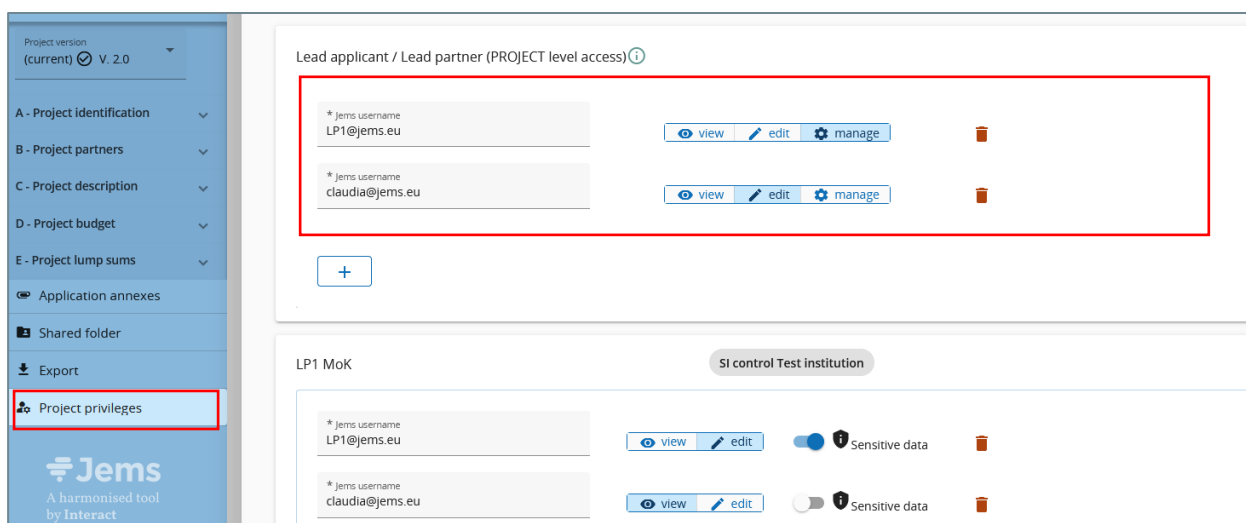 Project version
(current) V. 2.0
A - Project identification
B - Project partners
C - Project description
D - Project budget
E - Project lump sums
Application annexes
Shared folder
Export
Project privileges
Jems
A harmonised tool
by Interact
Lead applicant / Lead partner (PROJECT level access)
* Jems username
LP1@jems.eu
view edit manage
* Jems username
claudia@jems.eu
view edit manage
+
LP1 MoK
SI control Test institution
* Jems username
LP1@jems.eu
view edit Sensitive data
* Jems username
claudia@jems.eu
view edit Sensitive data